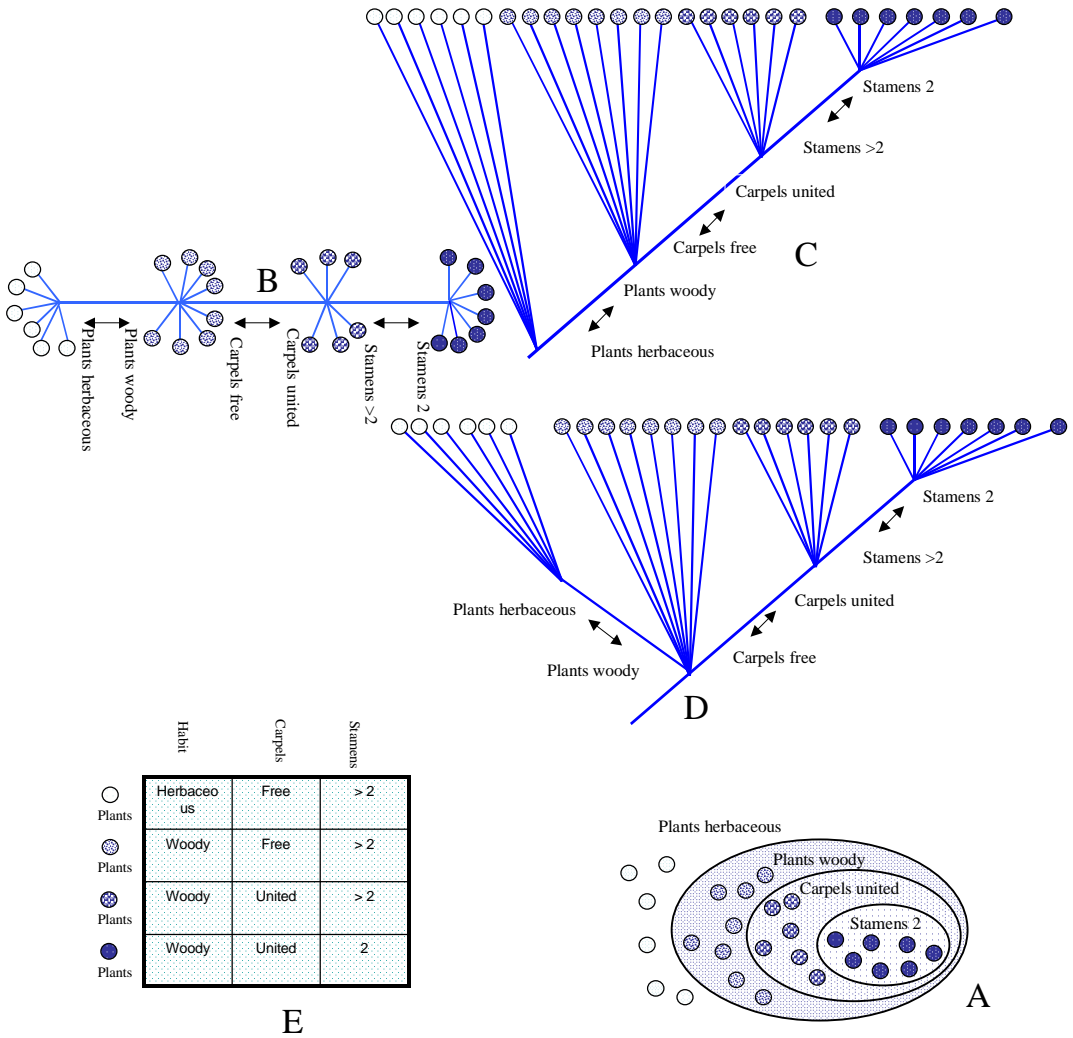 Stamens 2
Stamens >2
Carpels united
Carpels free
C
Plants woody
Plants herbaceous
B
Plants herbaceous
Plants woody
Carpels free
Carpels united
Stamens >2
Stamens 2
Stamens 2
Stamens >2
Carpels united
Carpels free
Plants herbaceous
Plants woody
D
Habit
Carpels
Stamens
Plants
Herbaceo
us
Free
> 2
Plants
Woody
Free
> 2
Plants
Woody
United
> 2
Plants
Woody
United
2
E
Plants herbaceous
Plants woody
Carpels united
Stamens 2
A